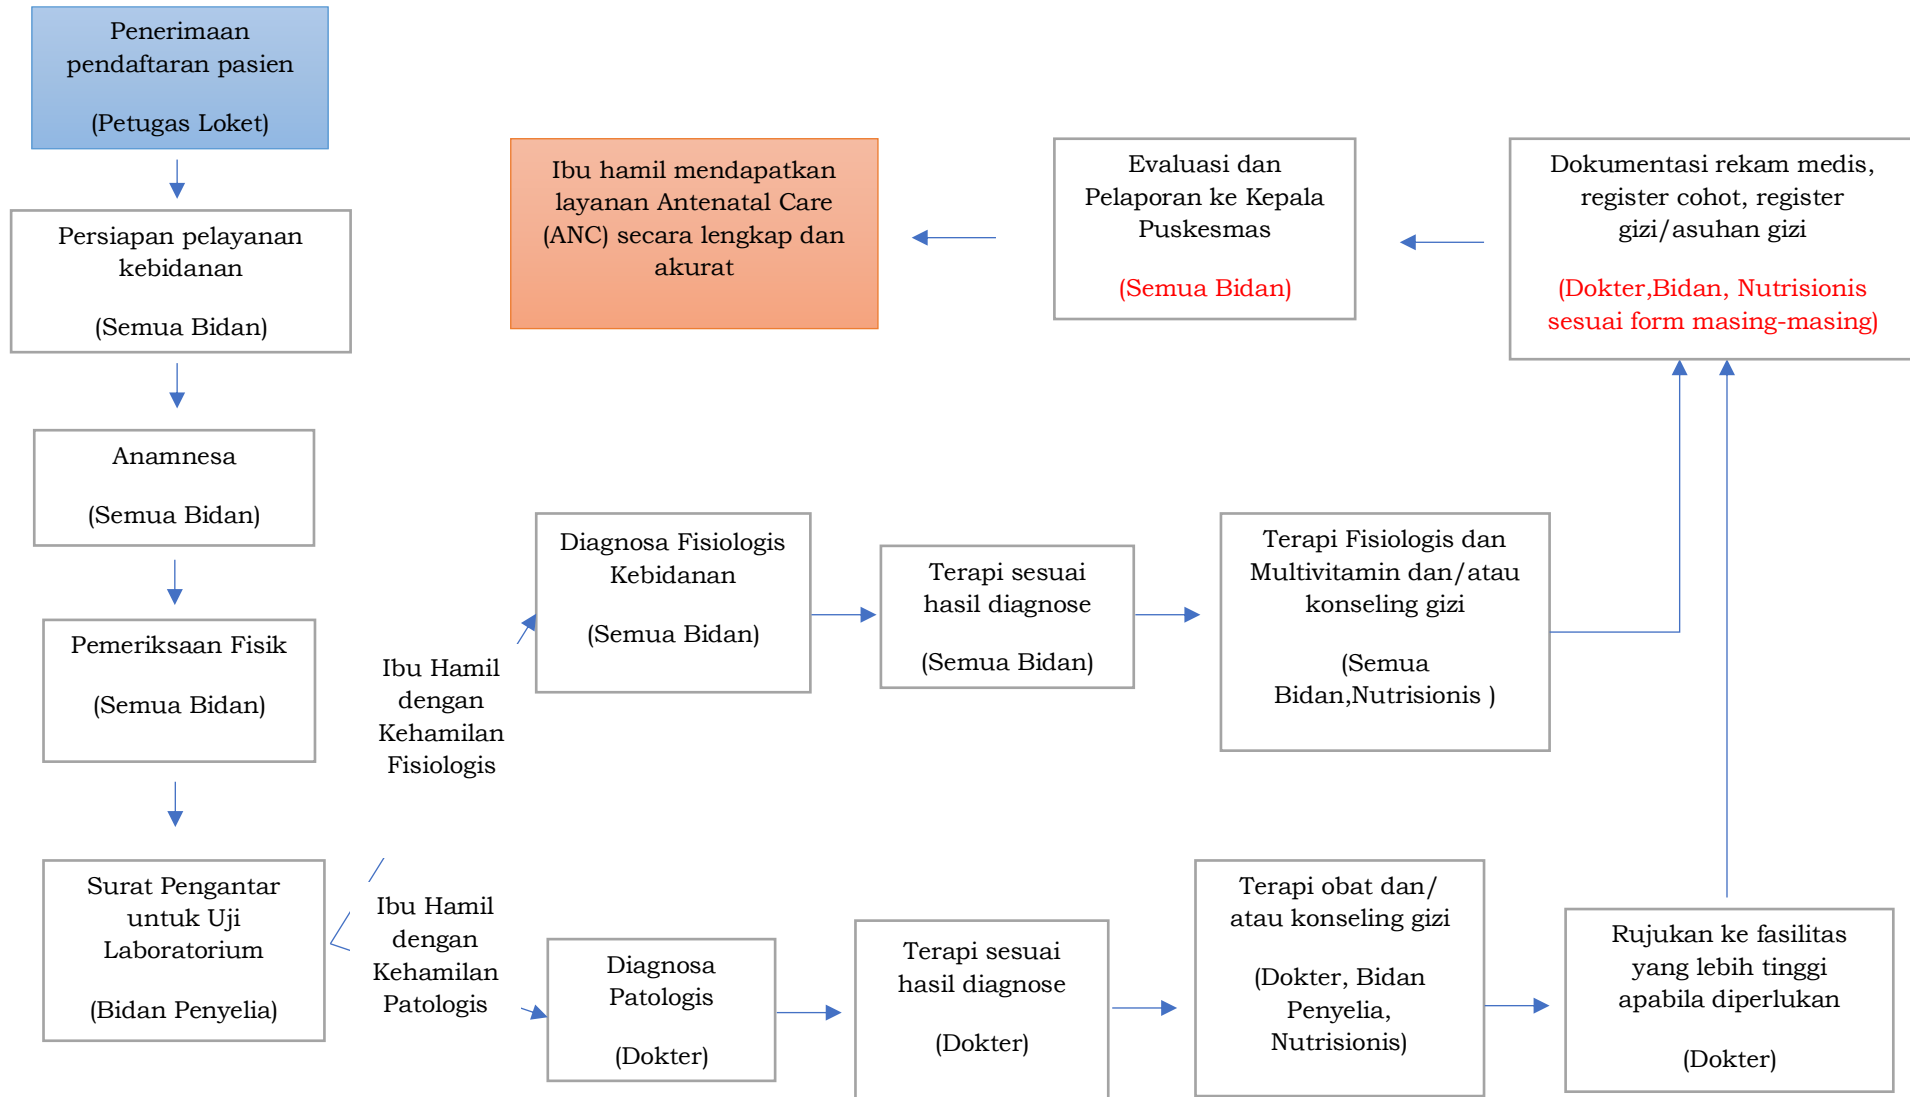 Penerimaan
pendaftaran pasien
(Petugas Loket)
Persiapan pelayanan
kebidanan
(Semua Bidan)
Anamnesa
(Semua Bidan)
Pemeriksaan Fisik
(Semua Bidan)
Surat Pengantar
untuk Uji
Laboratorium
(Bidan Penyelia)
Ibu Hamil
dengan
Kehamilan
Fisiologis
Diagnosa Fisiologis
Kebidanan
(Semua Bidan)
Terapi sesuai
hasil diagnose
(Semua Bidan)
Terapi Fisiologis dan
Multivitamin dan/atau
konseling gizi
(Semua
Bidan,Nutrisionis )
Ibu Hamil
dengan
Kehamilan
Patologis
Diagnosa
Patologis
(Dokter)
Terapi sesuai
hasil diagnose
(Dokter)
Terapi obat dan/
atau konseling gizi
(Dokter, Bidan
Penyelia,
Nutrisionis)
Rujukan ke fasilitas
yang lebih tinggi
apabila diperlukan
(Dokter)
Dokumentasi rekam medis,
register cohot, register
gizi/asuhan gizi
(Dokter,Bidan, Nutrisionis
sesuai form masing-masing)
Evaluasi dan
Pelaporan ke Kepala
Puskesmas
(Semua Bidan)
Ibu hamil mendapatkan
layanan Antenatal Care
(ANC) secara lengkap dan
akurat